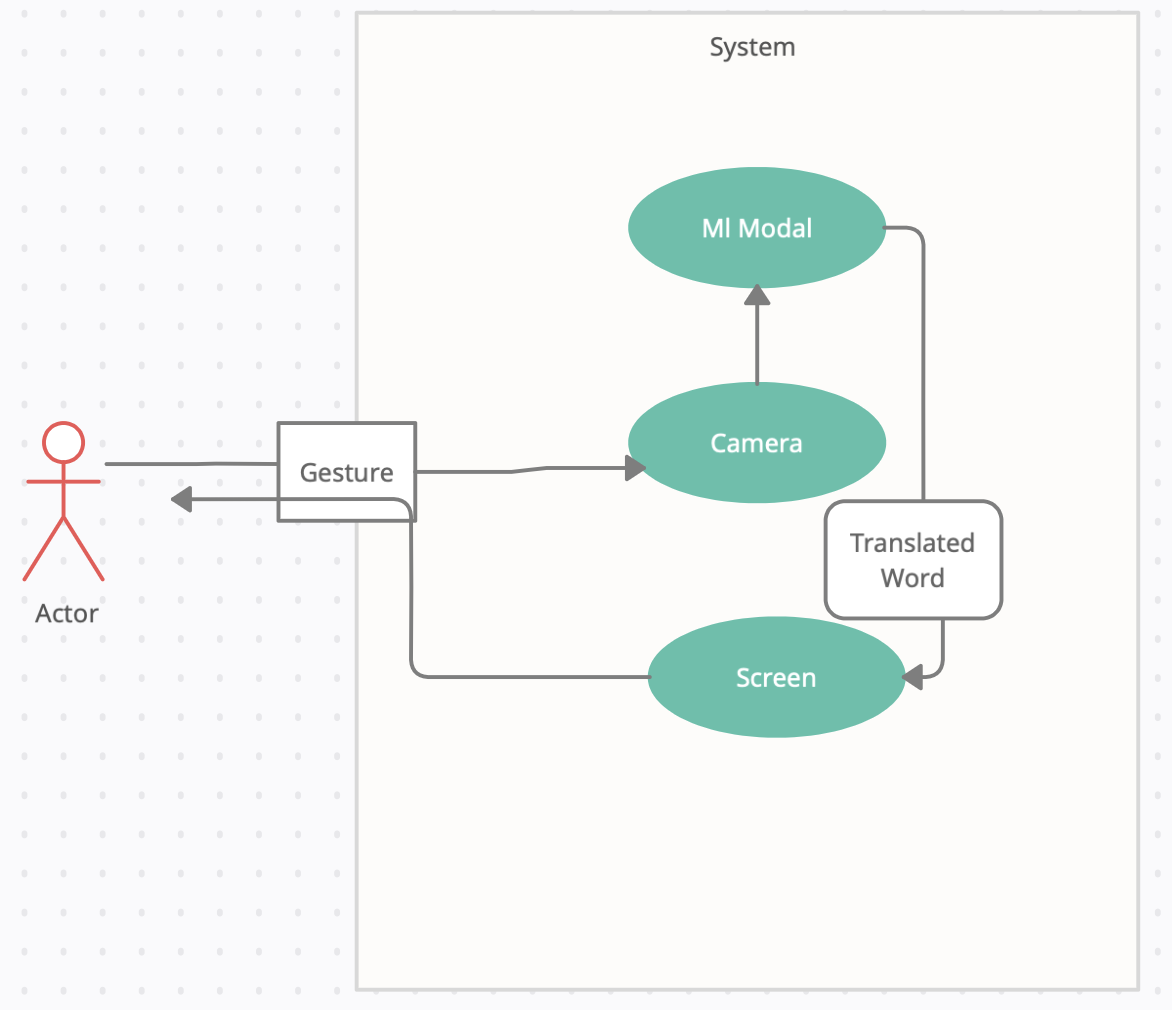 System
Ml Modal
Camera
Gesture
Translated
Word
Actor
Screen